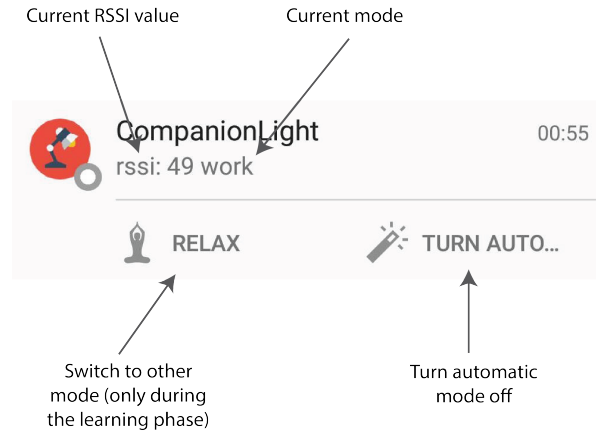 Current RSSI value
Current mode
CompanionLight
00:55
rssi: 49 work
RELAX
TURN AUTO...
Switch to other
mode (only during
the learning phase)
Turn automatic
mode off